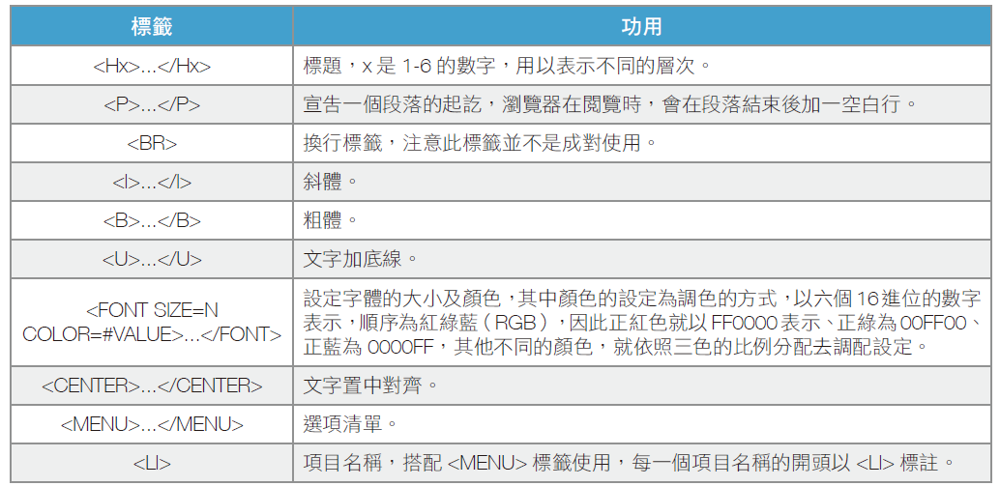 標籤 功用
<Hx>...</Hx> 標題，x 是 1-6 的數字，用以表示不同的層次。
<P>...</P> 宣告一個段落的起訖，瀏覽器在閱覽時，會在段落結束後加一空白行。
<BR> 換行標籤，注意此標籤並不是成對使用。
<I>...</I> 斜體。
<B>...</B> 粗體。
<U>...</U> 文字加底線。
<FONT SIZE=N
COLOR=#VALUE>...</FONT>
設定字體的大小及顏色，其中顏色的設定為調色的方式，以六個 16 進位的數字
表示，順序為紅綠藍（RGB），因此正紅色就以 FF0000 表示、正綠為 00FF00、
正藍為 0000FF，其他不同的顏色，就依照三色的比例分配去調配設定。
<CENTER>...</CENTER> 文字置中對齊。
<MENU>...</MENU> 選項清單。
<LI> 項目名稱，搭配 <MENU> 標籤使用，每一個項目名稱的開頭以 <LI> 標註。